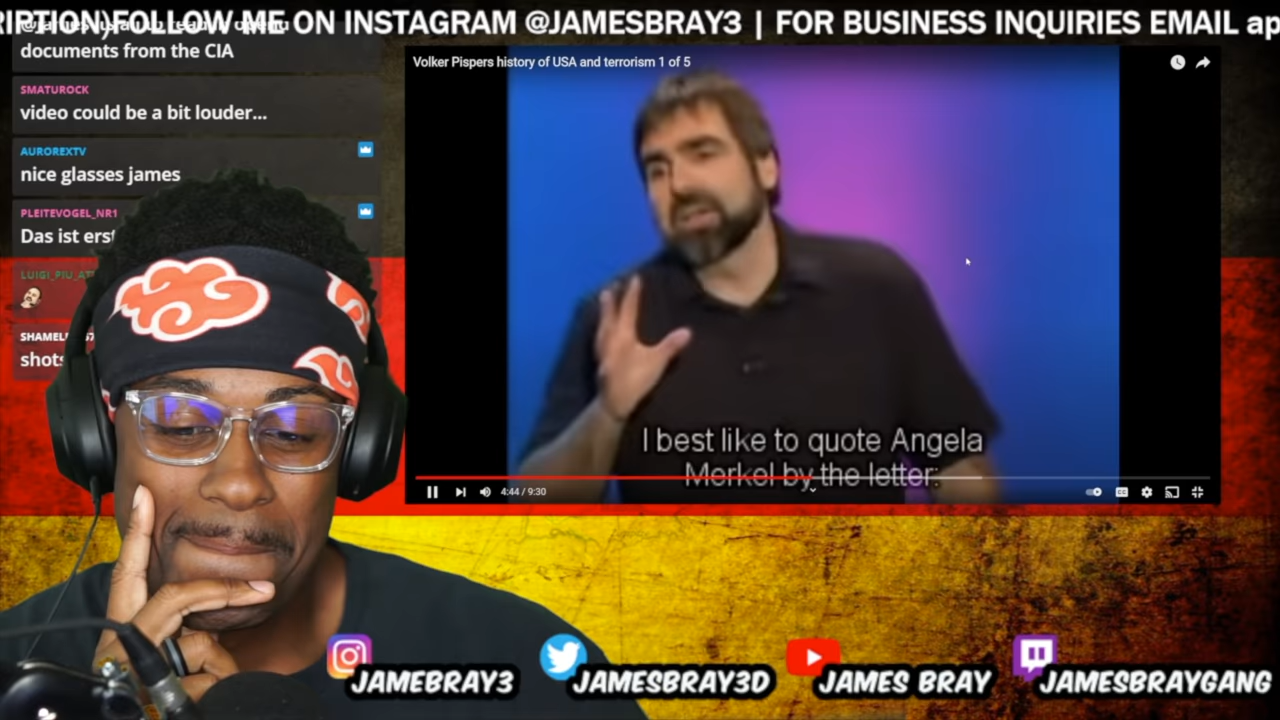 FOLLOW ME ON INSTAGRAM @JAMESBRAY3 | FOR BUSINESS INQUIRIES EMAIL
documents from the CIA
SMATUROCK
video could be a bit louder...
AUROREXTV
nice glasses james
PLEITEVOGEL_NR1
Das ist
shots
Volker Pispers history of USA and terrorism 1 of 5
I best like to quote Angela
Merkel by the letter:
4:44 / 9:30
JAMEBRAY3
JAMESBRAY3D
JAMES BRAY
JAMESBRAYGANG